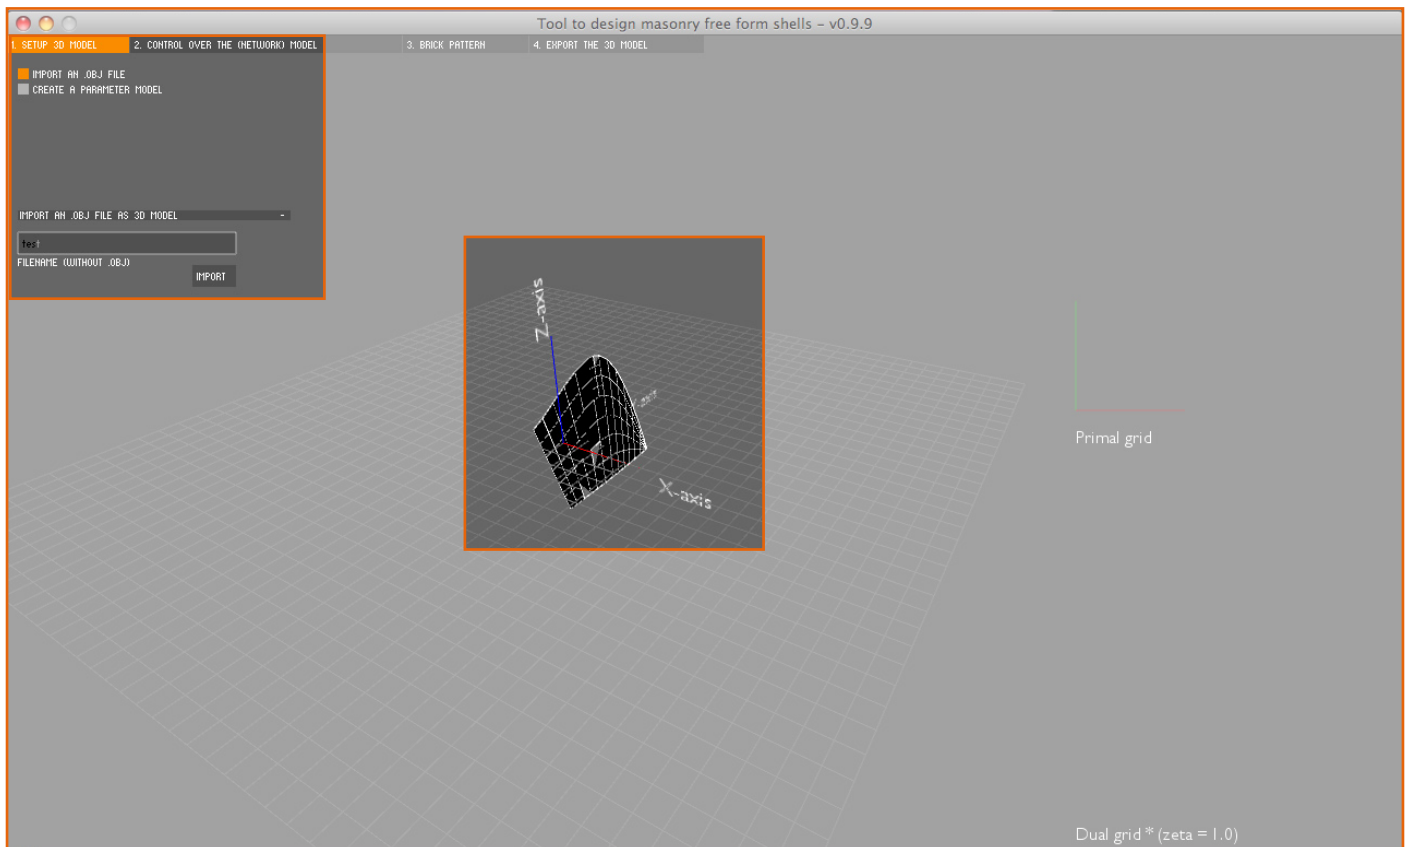 Tool to design masonry free form shells – v0.9.9
1. SETUP 3D MODEL
2. CONTROL OVER THE (NETWORK) MODEL
3. BRICK PATTERN
4. EXPORT THE 3D MODEL
IMPORT AN .OBJ FILE
CREATE A PARAMETER MODEL
IMPORT AN .OBJ FILE AS 3D MODEL -
test
FILENAME (WITHOUT .OBJ)
IMPORT
Z-axis
X-axis
Primal grid
Dual grid * (zeta = 1.0)